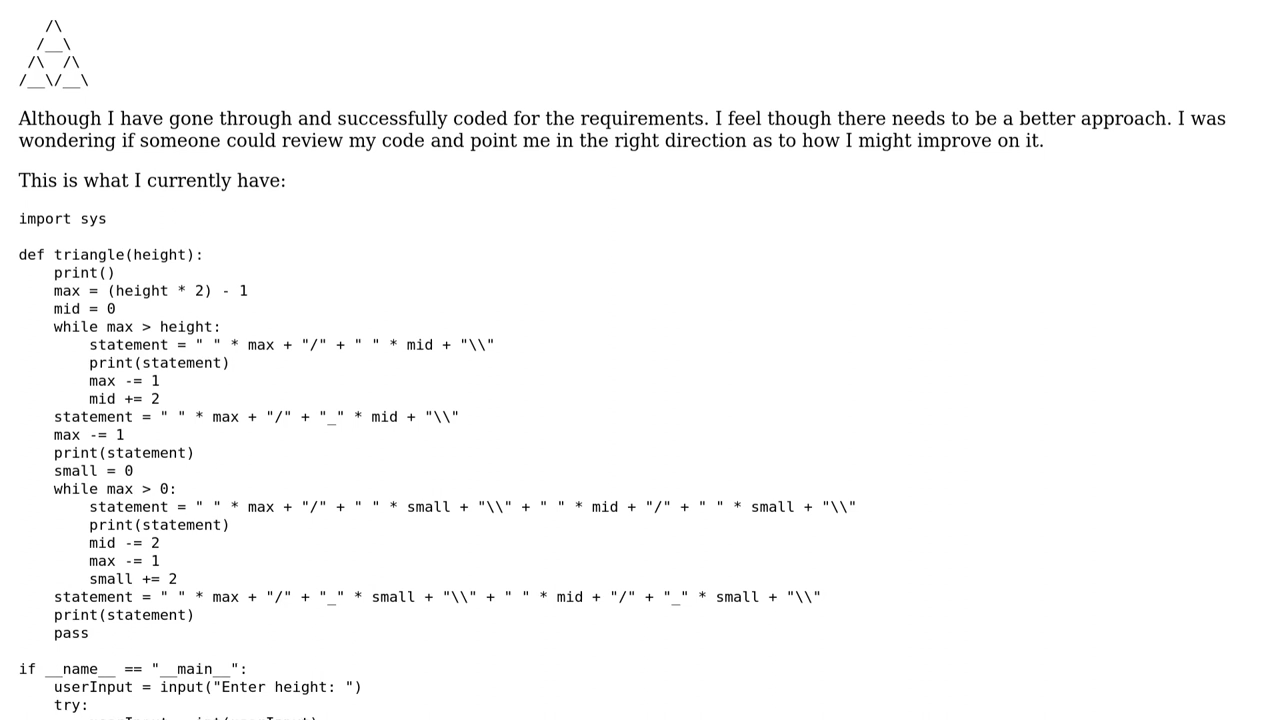 /\
  /__\
 /\  /\
/__\/__\
Although I have gone through and successfully coded for the requirements. I feel though there needs to be a better approach. I was
wondering if someone could review my code and point me in the right direction as to how I might improve on it.
This is what I currently have:
import sys
def triangle(height):
    print()
    max = (height * 2) - 1
    mid = 0
    while max > height:
        statement = " " * max + "/" + " " * mid + "\\"
        print(statement)
        max -= 1
        mid += 2
    statement = " " * max + "/" + "_" * mid + "\\"
    max -= 1
    print(statement)
    small = 0
    while max > 0:
        statement = " " * max + "/" + " " * small + "\\" + " " * mid + "/" + " " * small + "\\"
        print(statement)
        mid -= 2
        max -= 1
        small += 2
    statement = " " * max + "/" + "_" * small + "\\" + " " * mid + "/" + "_" * small + "\\"
    print(statement)
    pass
if __name__ == "__main__":
    userInput = input("Enter height: ")
    try: